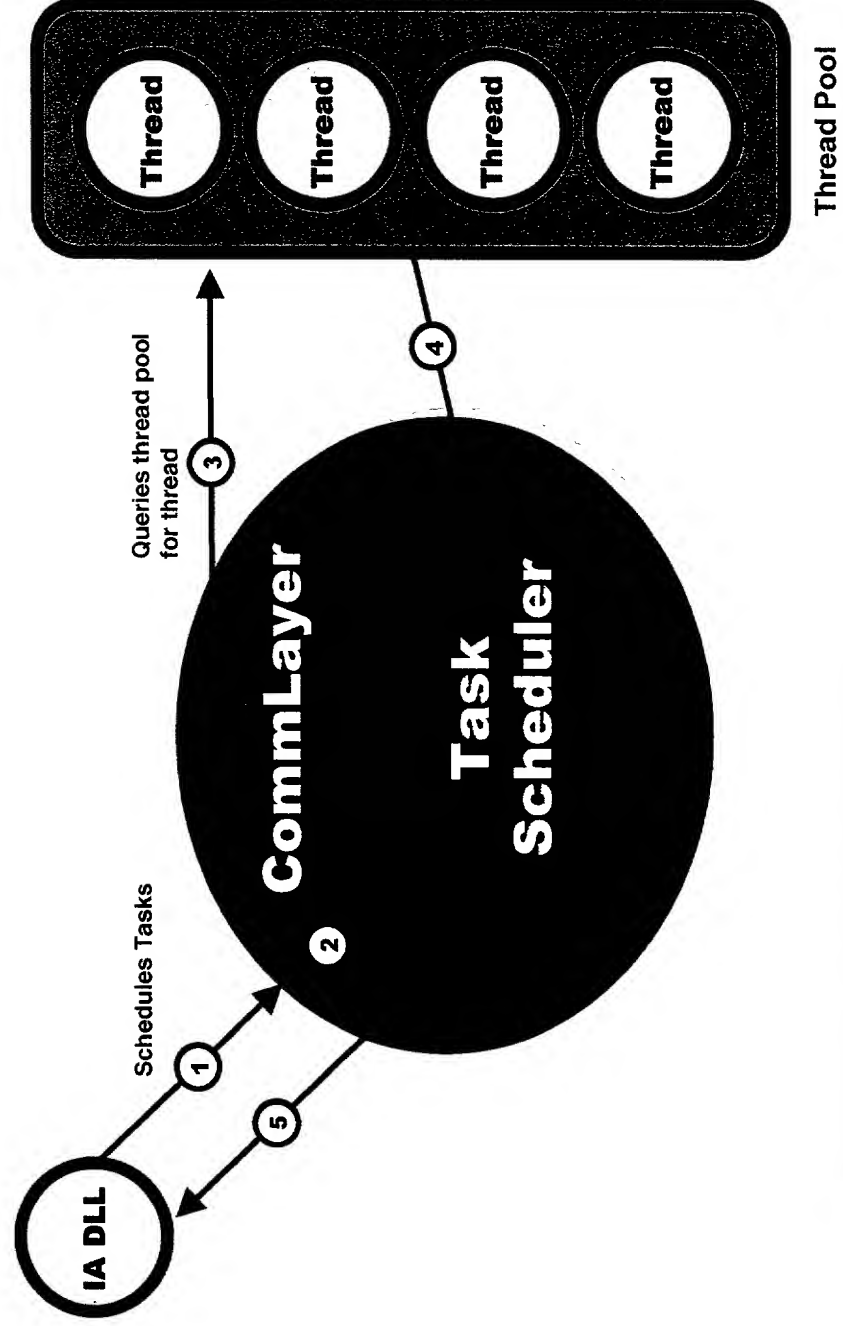 IA DLL
Schedules Tasks
1
5
2
CommLayer
Task
Scheduler
Queries thread pool
for thread
3
4
Thread
Thread
Thread
Thread
Thread Pool